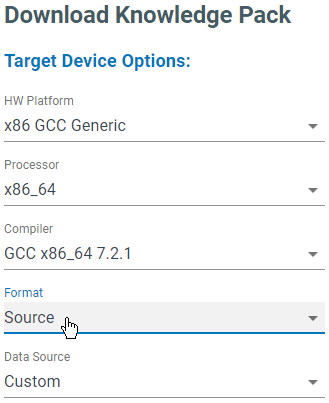 Download Knowledge Pack
Target Device Options:
HW Platform
x86 GCC Generic
Processor
x86_64
Compiler
GCC x86_64 7.2.1
Format
Source
Data Source
Custom